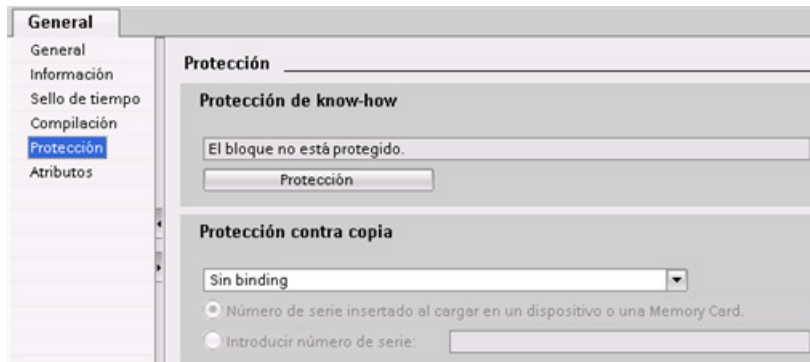 General
General
Información
Sello de tiempo
Compilación
Protección
Atributos
Protección
Protección de know-how
El bloque no está protegido.
Protección
Protección contra copia
Sin binding
Número de serie insertado al cargar en un dispositivo o una Memory Card.
Introducir número de serie: